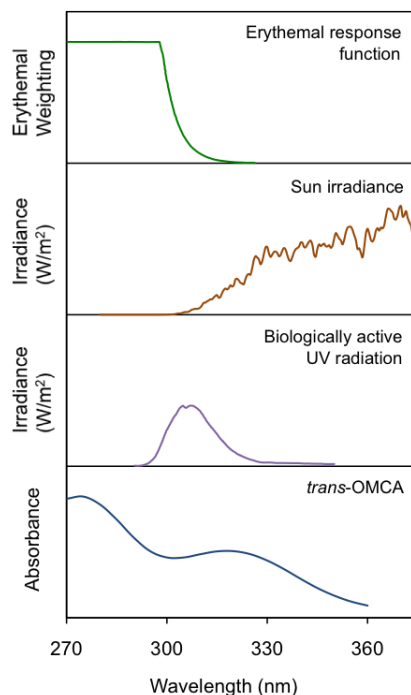 Erythemal response
function
Erythemal
Weighting
Sun irradiance
Irradiance
(W/m²)
Biologically active
UV radiation
Irradiance
(W/m²)
trans-OMCA
Absorbance
270 300 330 360
Wavelength (nm)